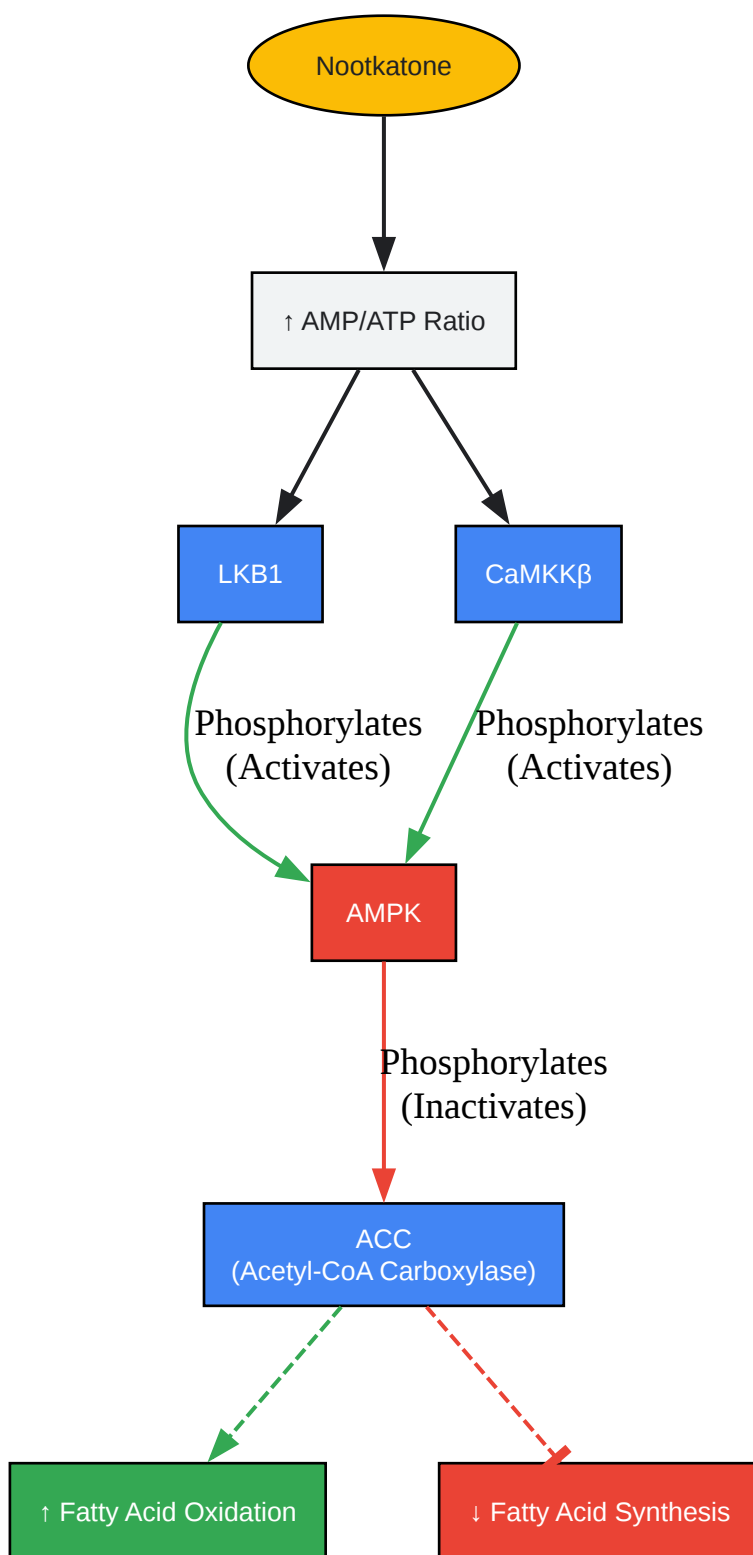 Nootkatone
↑ AMP/ATP Ratio
LKB1
CaMKKβ
Phosphorylates
(Activates)
Phosphorylates
(Activates)
AMPK
Phosphorylates
(Inactivates)
ACC
(Acetyl-CoA Carboxylase)
↑ Fatty Acid Oxidation
↓ Fatty Acid Synthesis